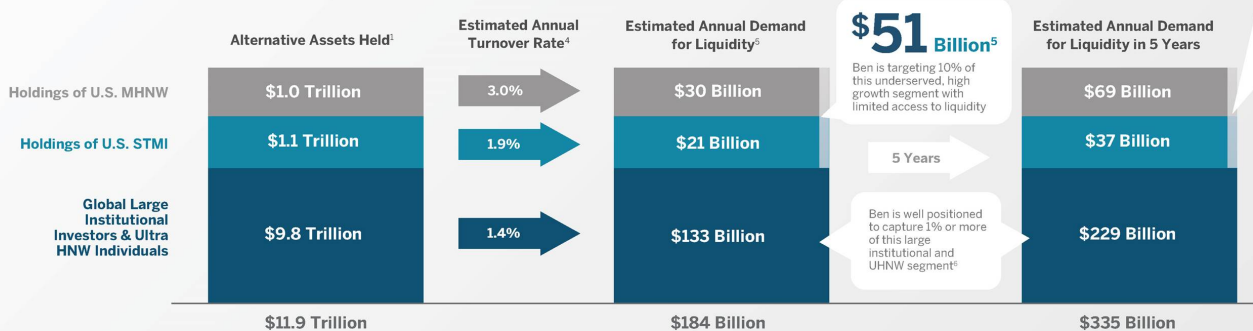 Alternative Assets Held¹
Estimated Annual
Turnover Rate⁴
Estimated Annual Demand
for Liquidity⁵
$51 Billion⁵
Ben is targeting 10% of
this underserved, high
growth segment with
limited access to liquidity
Estimated Annual Demand
for Liquidity in 5 Years
Holdings of U.S. MHNW
$1.0 Trillion
3.0%
$30 Billion
$69 Billion
Holdings of U.S. STMI
$1.1 Trillion
1.9%
$21 Billion
5 Years
$37 Billion
Global Large
Institutional
Investors & Ultra
HNW Individuals
$9.8 Trillion
1.4%
$133 Billion
Ben is well positioned
to capture 1% or more
of this large
institutional and
UHNW segment⁶
$229 Billion
$11.9 Trillion
$184 Billion
$335 Billion